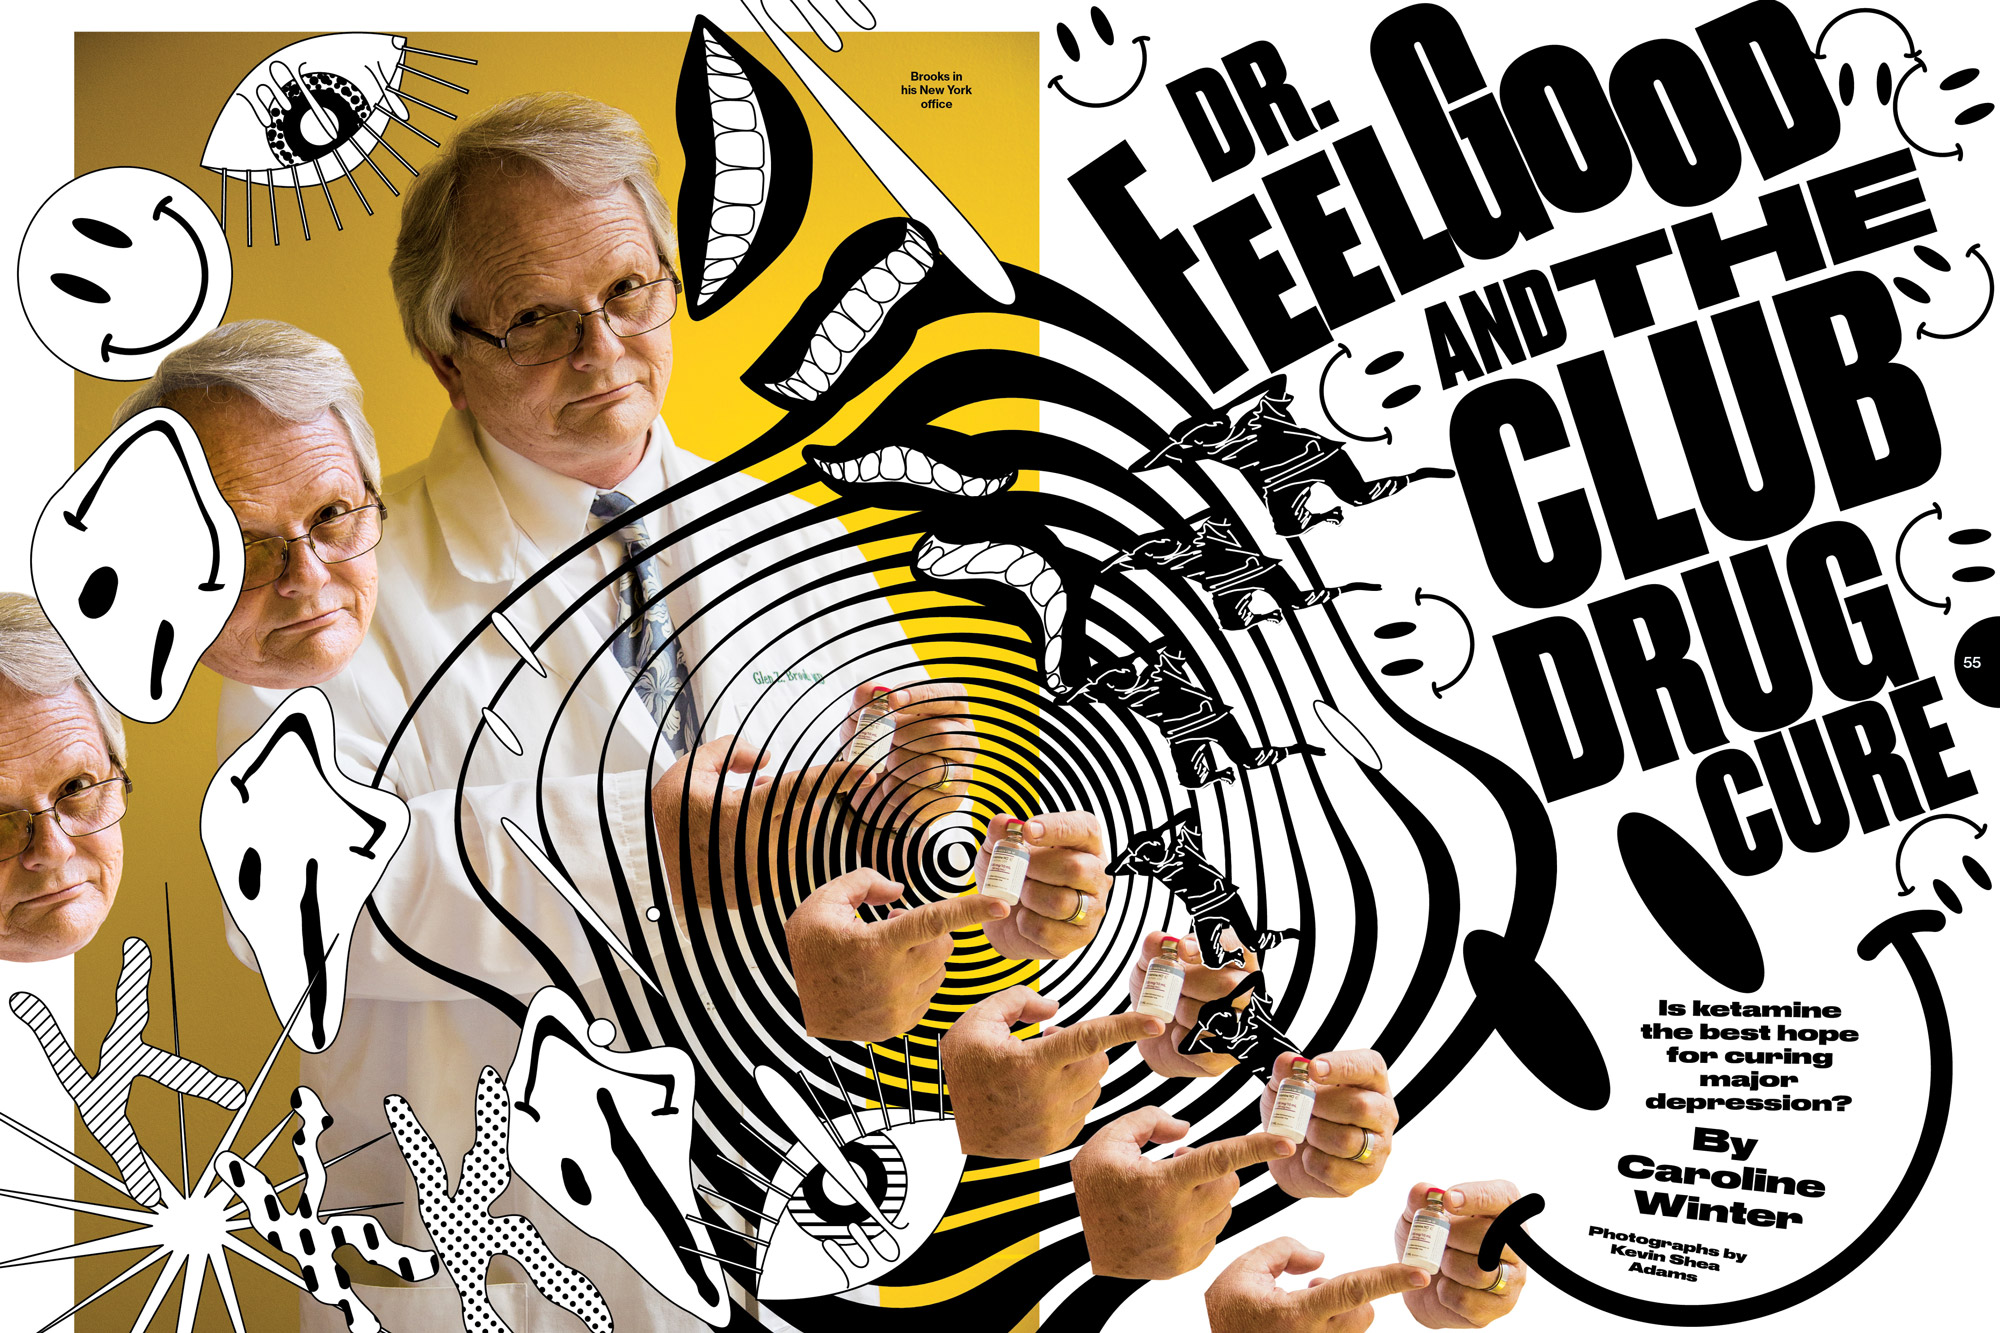 Brooks in
his New York
office
DR.
FEELGOOD
AND THE
CLUB
DRUG
CURE
55
Is ketamine
the best hope
for curing
major
depression?
By
Caroline
Winter
Photographs by
Kevin Shea
Adams
Glen Z.